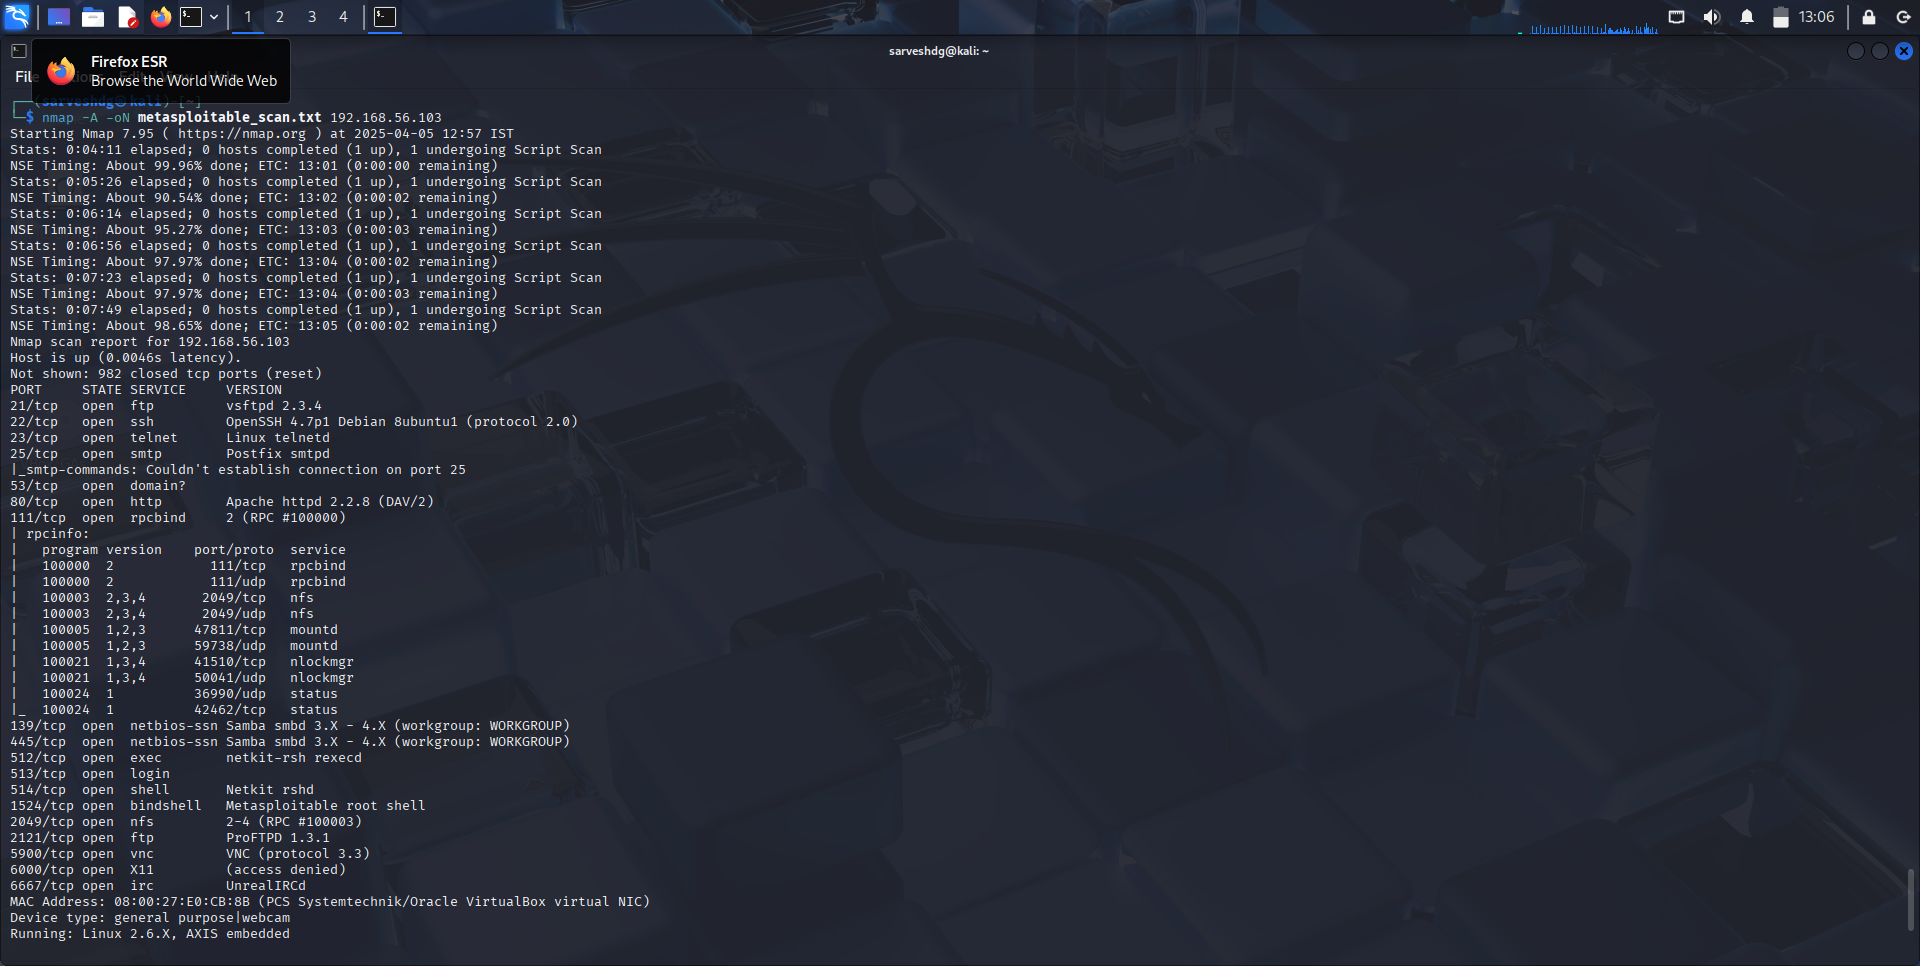 1 2 3 4 13:06
sarveshdg@kali: ~
Firefox ESR
Browse the World Wide Web
File
(sarveshdg@kali)-[~]
$ nmap -A -oN metasploitable_scan.txt 192.168.56.103
Starting Nmap 7.95 ( https://nmap.org ) at 2025-04-05 12:57 IST
Stats: 0:04:11 elapsed; 0 hosts completed (1 up), 1 undergoing Script Scan
NSE Timing: About 99.96% done; ETC: 13:01 (0:00:00 remaining)
Stats: 0:05:26 elapsed; 0 hosts completed (1 up), 1 undergoing Script Scan
NSE Timing: About 90.54% done; ETC: 13:02 (0:00:02 remaining)
Stats: 0:06:14 elapsed; 0 hosts completed (1 up), 1 undergoing Script Scan
NSE Timing: About 95.27% done; ETC: 13:03 (0:00:03 remaining)
Stats: 0:06:56 elapsed; 0 hosts completed (1 up), 1 undergoing Script Scan
NSE Timing: About 97.97% done; ETC: 13:04 (0:00:02 remaining)
Stats: 0:07:23 elapsed; 0 hosts completed (1 up), 1 undergoing Script Scan
NSE Timing: About 97.97% done; ETC: 13:04 (0:00:03 remaining)
Stats: 0:07:49 elapsed; 0 hosts completed (1 up), 1 undergoing Script Scan
NSE Timing: About 98.65% done; ETC: 13:05 (0:00:02 remaining)
Nmap scan report for 192.168.56.103
Host is up (0.0046s latency).
Not shown: 982 closed tcp ports (reset)
PORT     STATE SERVICE     VERSION
21/tcp   open  ftp         vsftpd 2.3.4
22/tcp   open  ssh         OpenSSH 4.7p1 Debian 8ubuntu1 (protocol 2.0)
23/tcp   open  telnet      Linux telnetd
25/tcp   open  smtp        Postfix smtpd
|_smtp-commands: Couldn't establish connection on port 25
53/tcp   open  domain?
80/tcp   open  http        Apache httpd 2.2.8 (DAV/2)
111/tcp  open  rpcbind     2 (RPC #100000)
| rpcinfo:
|   program version    port/proto  service
|   100000  2            111/tcp   rpcbind
|   100000  2            111/udp   rpcbind
|   100003  2,3,4       2049/tcp   nfs
|   100003  2,3,4       2049/udp   nfs
|   100005  1,2,3      47811/tcp   mountd
|   100005  1,2,3      59738/udp   mountd
|   100021  1,3,4      41510/tcp   nlockmgr
|   100021  1,3,4      50041/udp   nlockmgr
|   100024  1          36990/udp   status
|_  100024  1          42462/tcp   status
139/tcp  open  netbios-ssn Samba smbd 3.X - 4.X (workgroup: WORKGROUP)
445/tcp  open  netbios-ssn Samba smbd 3.X - 4.X (workgroup: WORKGROUP)
512/tcp  open  exec        netkit-rsh rexecd
513/tcp  open  login
514/tcp  open  shell       Netkit rshd
1524/tcp open  bindshell   Metasploitable root shell
2049/tcp open  nfs         2-4 (RPC #100003)
2121/tcp open  ftp         ProFTPD 1.3.1
5900/tcp open  vnc         VNC (protocol 3.3)
6000/tcp open  X11         (access denied)
6667/tcp open  irc         UnrealIRCd
MAC Address: 08:00:27:E0:CB:8B (PCS Systemtechnik/Oracle VirtualBox virtual NIC)
Device type: general purpose|webcam
Running: Linux 2.6.X, AXIS embedded